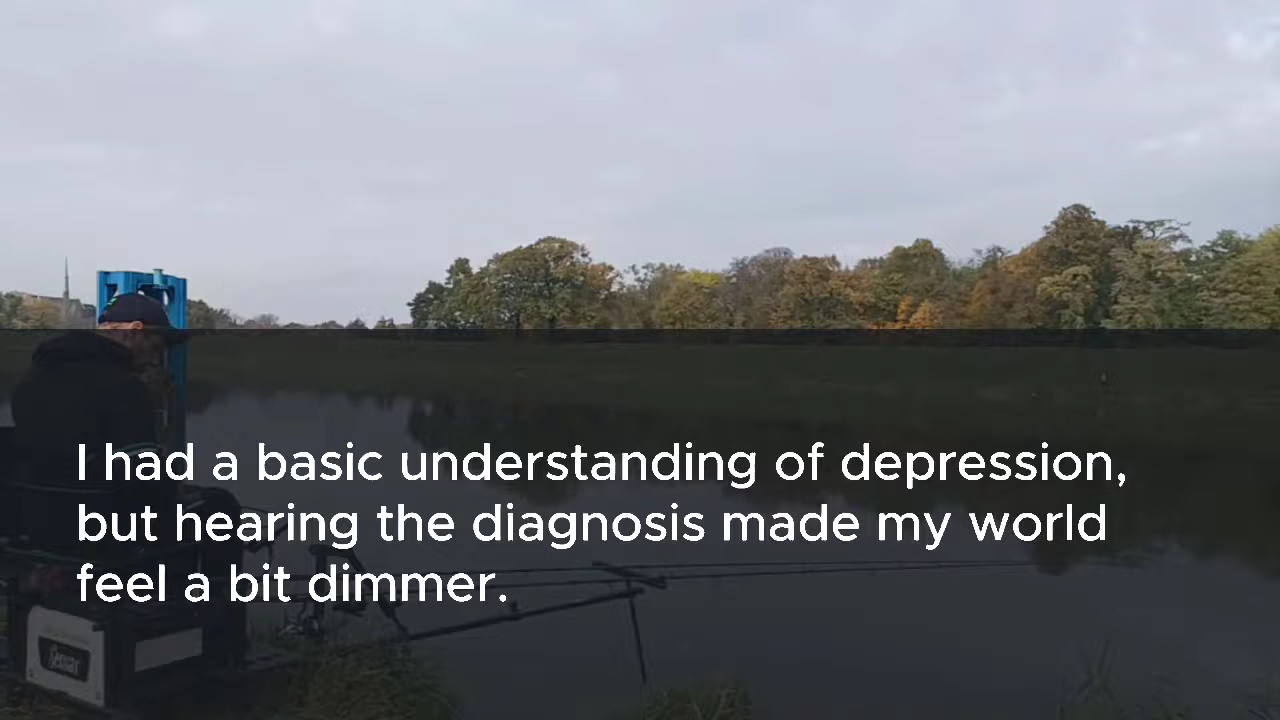 I had a basic understanding of depression,
but hearing the diagnosis made my world
feel a bit dimmer.